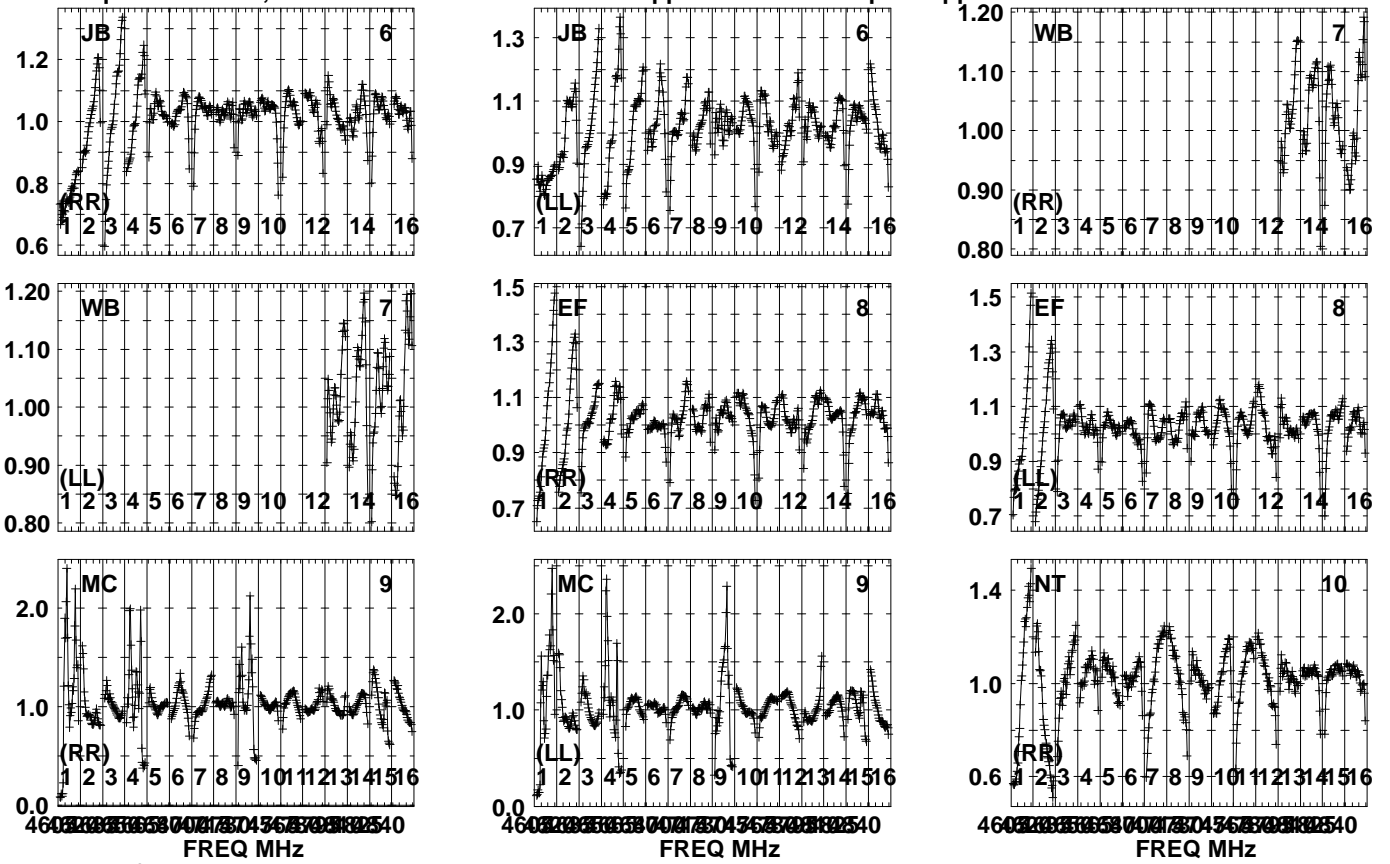 JB 6
1.2
1.0
0.8
0.6
(RR)
1 2 3 4 5 6 7 8 9 10 12 14 16
JB 6
1.3
1.1
0.9
0.7
(LL)
1 2 3 4 5 6 7 8 9 10 12 14 16
WB 7
1.20
1.10
1.00
0.90
0.80
(RR)
1 2 3 4 5 6 7 8 9 10 12 14 16
WB 7
1.20
1.10
1.00
0.90
0.80
(LL)
1 2 3 4 5 6 7 8 9 10 12 14 16
EF 8
1.5
1.3
1.1
0.9
0.7
(RR)
1 2 3 4 5 6 7 8 9 10 12 14 16
EF 8
1.5
1.3
1.1
0.9
0.7
(LL)
1 2 3 4 5 6 7 8 9 10 12 14 16
MC 9
2.0
1.0
0.0
(RR)
1 2 3 4 5 6 7 8 9 10 11 12 13 14 15 16
FREQ MHz
MC 9
2.0
1.0
0.0
(LL)
1 2 3 4 5 6 7 8 9 10 11 12 13 14 15 16
FREQ MHz
NT 10
1.4
1.0
0.6
(RR)
1 2 3 4 5 6 7 8 9 10 11 12 13 14 15 16
FREQ MHz